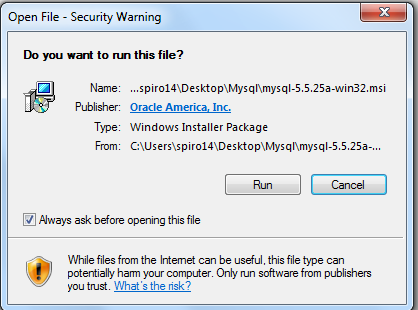 Open File - Security Warning
Do you want to run this file?
Name: ...spiro14\Desktop\Mysql\mysql-5.5.25a-win32.msi
Publisher: Oracle America, Inc.
Type: Windows Installer Package
From: C:\Users\spiro14\Desktop\Mysql\mysql-5.5.25a-...
Run Cancel
Always ask before opening this file
While files from the Internet can be useful, this file type can
potentially harm your computer. Only run software from publishers
you trust. What's the risk?